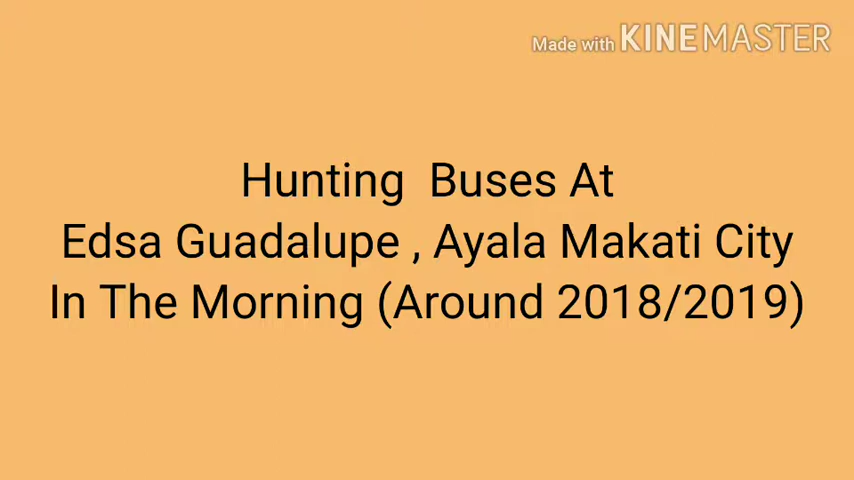 Made with KINEMASTER
Hunting  Buses At
Edsa Guadalupe , Ayala Makati City
In The Morning (Around 2018/2019)